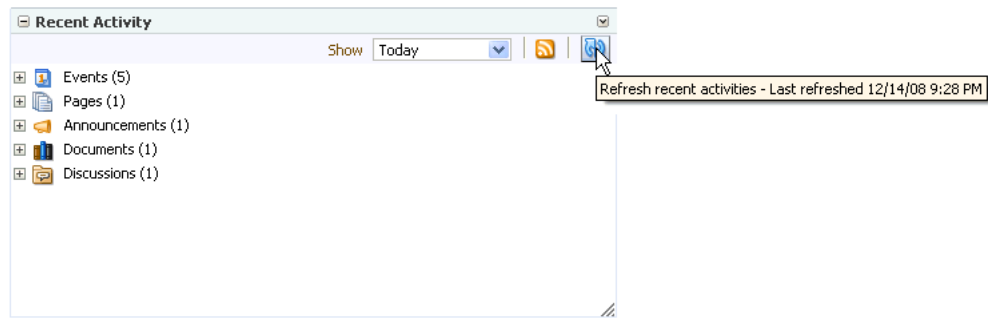 Recent Activity
Show Today
Events (5)
Refresh recent activities - Last refreshed 12/14/08 9:28 PM
Pages (1)
Announcements (1)
Documents (1)
Discussions (1)